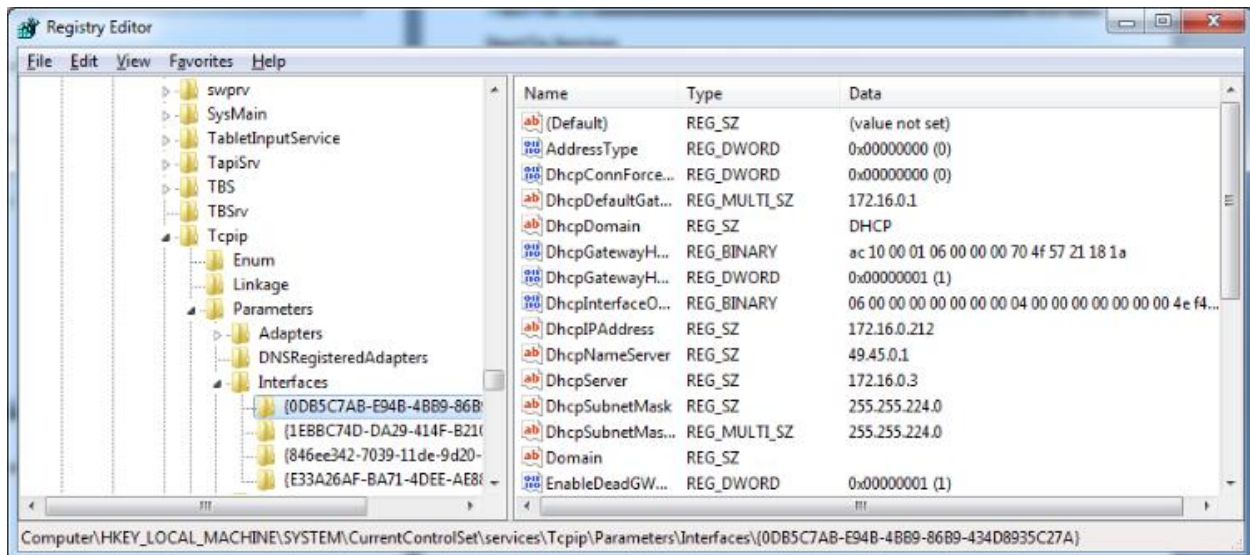 Registry Editor
File Edit View Favorites Help
swprv
SysMain
TabletInputService
TapiSrv
TBS
TBSrv
Tcpip
Enum
Linkage
Parameters
Adapters
DNSRegisteredAdapters
Interfaces
{0DB5C7AB-E94B-4BB9-86B9
{1EBBC74D-DA29-414F-B210
{846ee342-7039-11de-9d20-
{E33A26AF-BA71-4DEE-AE88
Name Type Data
(Default) REG_SZ (value not set)
AddressType REG_DWORD 0x00000000 (0)
DhcpConnForce... REG_DWORD 0x00000000 (0)
DhcpDefaultGat... REG_MULTI_SZ 172.16.0.1
DhcpDomain REG_SZ DHCP
DhcpGatewayH... REG_BINARY ac 10 00 01 06 00 00 00 70 4f 57 21 18 1a
DhcpGatewayH... REG_DWORD 0x00000001 (1)
DhcpInterfaceO... REG_BINARY 06 00 00 00 00 00 00 00 04 00 00 00 00 00 00 00 4e f4...
DhcpIPAddress REG_SZ 172.16.0.212
DhcpNameServer REG_SZ 49.45.0.1
DhcpServer REG_SZ 172.16.0.3
DhcpSubnetMask REG_SZ 255.255.224.0
DhcpSubnetMas... REG_MULTI_SZ 255.255.224.0
Domain REG_SZ
EnableDeadGW... REG_DWORD 0x00000001 (1)
Computer\HKEY_LOCAL_MACHINE\SYSTEM\CurrentControlSet\services\Tcpip\Parameters\Interfaces\{0DB5C7AB-E94B-4BB9-86B9-434D8935C27A}